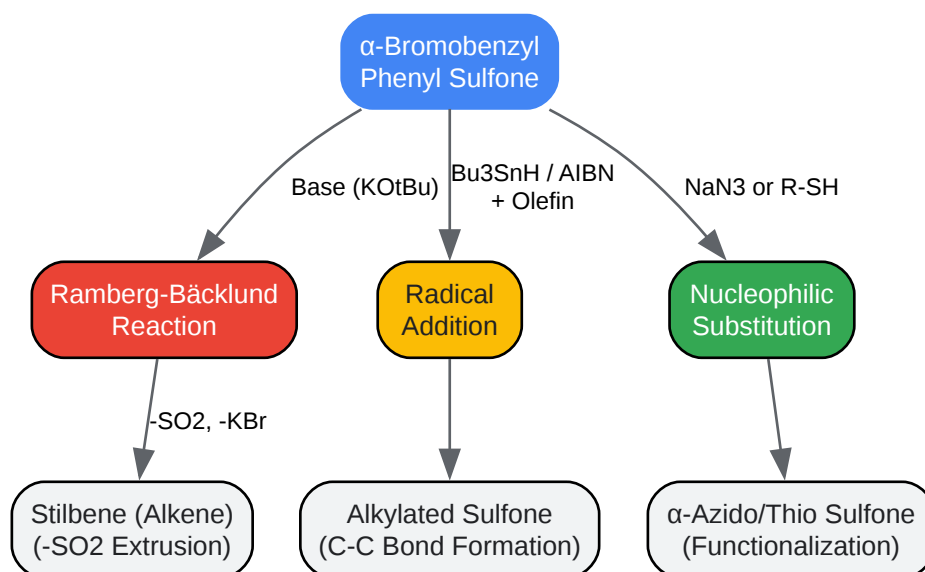 α-Bromobenzyl
Phenyl Sulfone
Base (KOtBu)
Bu3SnH / AIBN
+ Olefin
NaN3 or R-SH
Ramberg-Bäcklund
Reaction
Radical
Addition
Nucleophilic
Substitution
-SO2, -KBr
Stilbene (Alkene)
(-SO2 Extrusion)
Alkylated Sulfone
(C-C Bond Formation)
α-Azido/Thio Sulfone
(Functionalization)